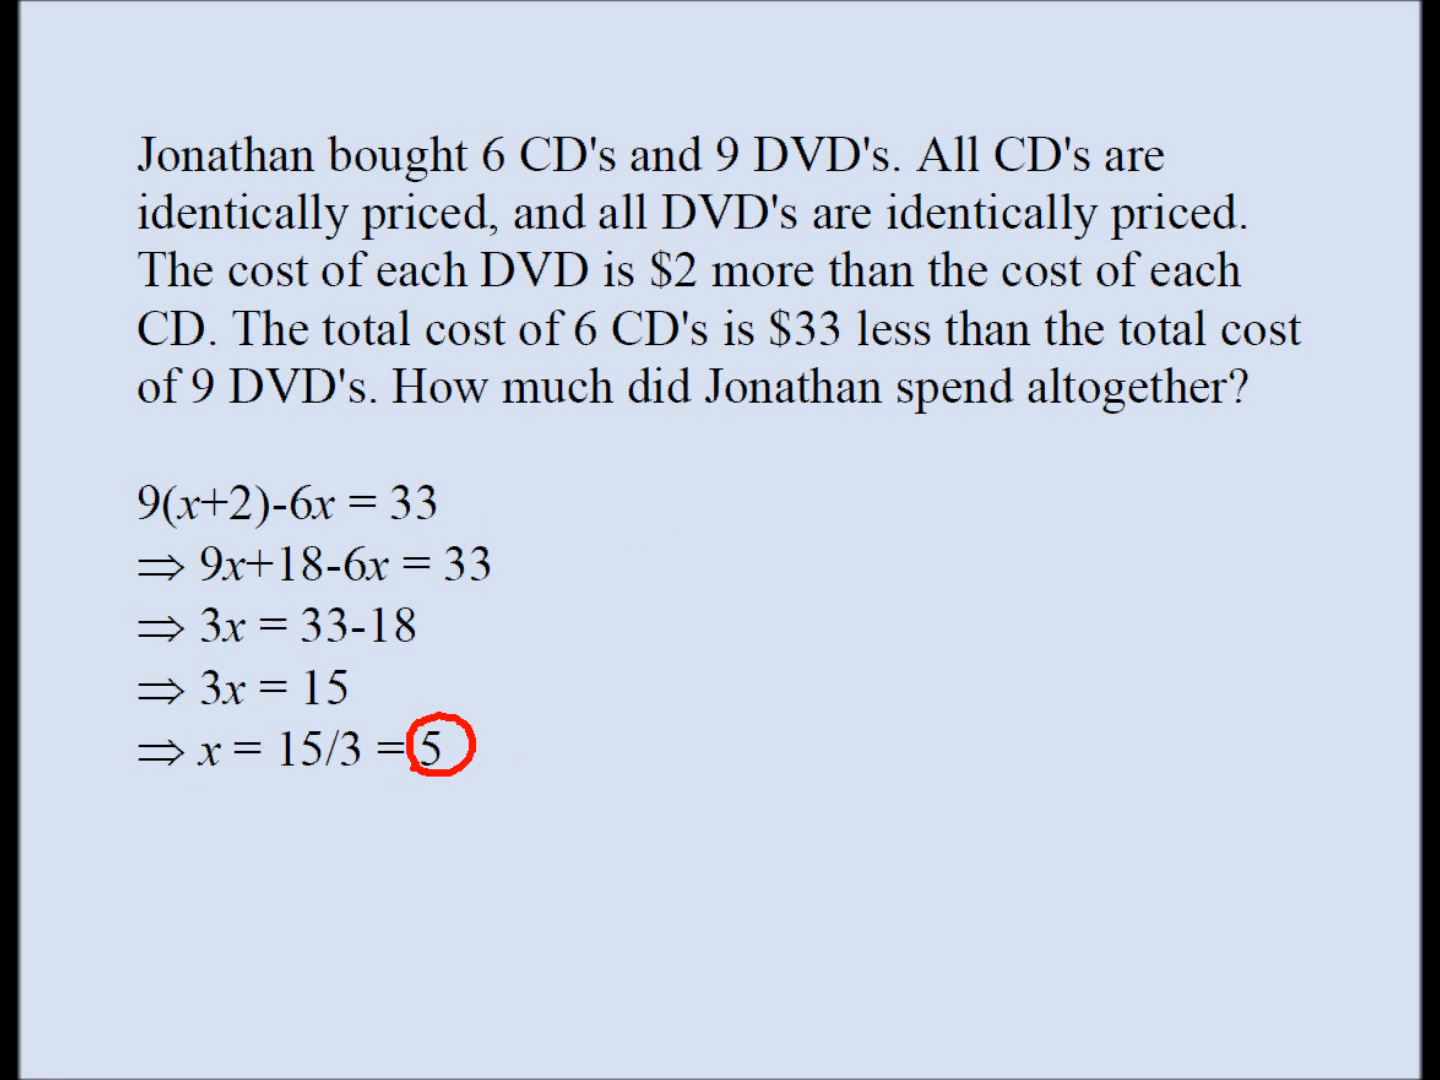 Jonathan bought 6 CD's and 9 DVD's. All CD's are
identically priced, and all DVD's are identically priced.
The cost of each DVD is $2 more than the cost of each
CD. The total cost of 6 CD's is $33 less than the total cost
of 9 DVD's. How much did Jonathan spend altogether?
9(x+2)-6x = 33
⇒ 9x+18-6x = 33
⇒ 3x = 33-18
⇒ 3x = 15
⇒ x = 15/3 = 5